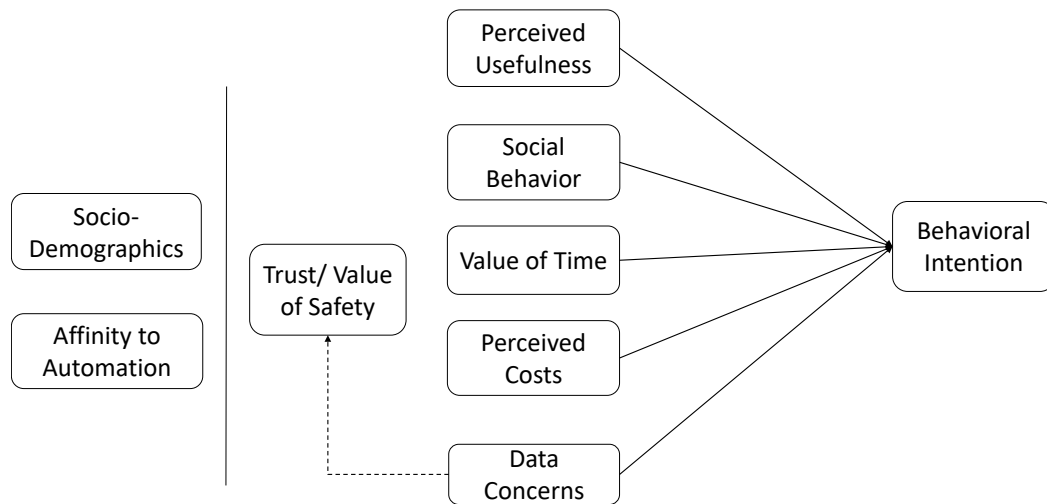 Socio-
Demographics
Affinity to
Automation
Trust/ Value
of Safety
Perceived
Usefulness
Social
Behavior
Value of Time
Perceived
Costs
Data
Concerns
Behavioral
Intention